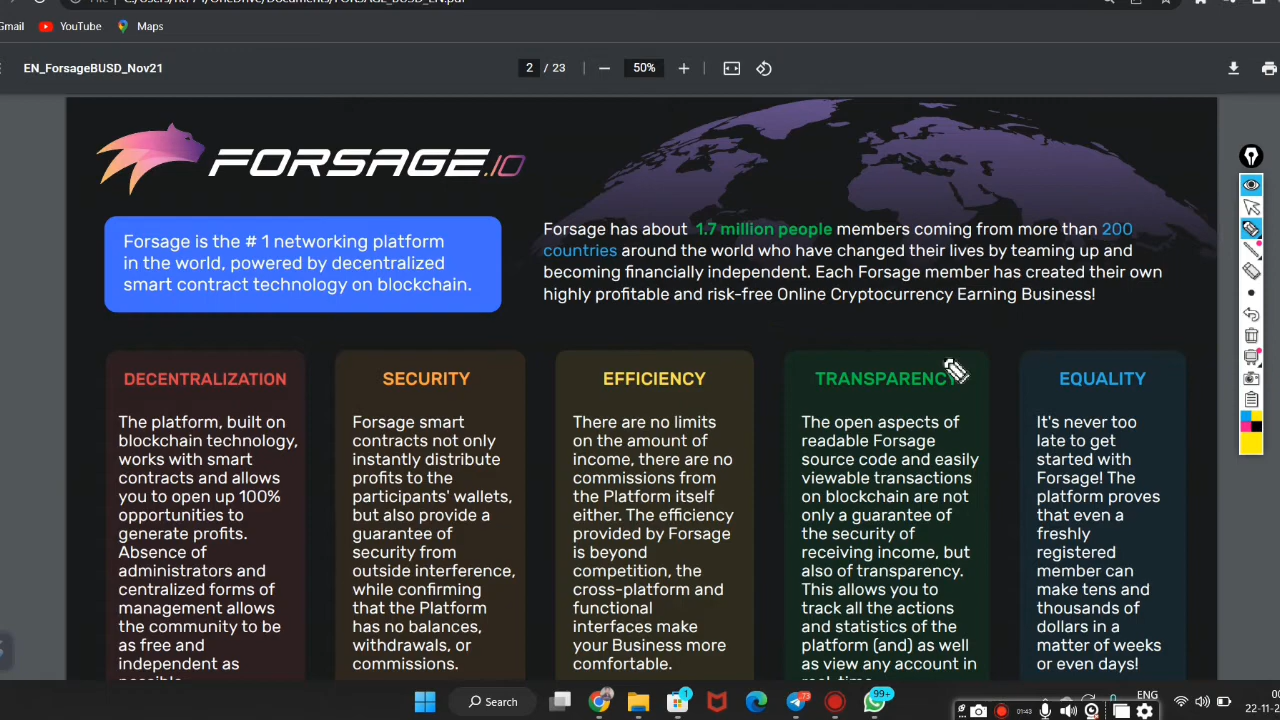 Gmail
YouTube
Maps
EN_ForsageBUSD_Nov21
2 / 23
50%
FORSAGE.IO
Forsage is the # 1 networking platform
in the world, powered by decentralized
smart contract technology on blockchain.
Forsage has about 1.7 million people members coming from more than 200
countries around the world who have changed their lives by teaming up and
becoming financially independent. Each Forsage member has created their own
highly profitable and risk-free Online Cryptocurrency Earning Business!
DECENTRALIZATION
The platform, built on
blockchain technology,
works with smart
contracts and allows
you to open up 100%
opportunities to
generate profits.
Absence of
administrators and
centralized forms of
management allows
the community to be
as free and
independent as
SECURITY
Forsage smart
contracts not only
instantly distribute
profits to the
participants' wallets,
but also provide a
guarantee of
security from
outside interference,
while confirming
that the Platform
has no balances,
withdrawals, or
commissions.
EFFICIENCY
There are no limits
on the amount of
income, there are no
commissions from
the Platform itself
either. The efficiency
provided by Forsage
is beyond
competition, the
cross-platform and
functional
interfaces make
your Business more
comfortable.
TRANSPARENCY
The open aspects of
readable Forsage
source code and easily
viewable transactions
on blockchain are not
only a guarantee of
the security of
receiving income, but
also of transparency.
This allows you to
track all the actions
and statistics of the
platform (and) as well
as view any account in
EQUALITY
It's never too
late to get
started with
Forsage! The
platform proves
that even a
freshly
registered
member can
make tens and
thousands of
dollars in a
matter of weeks
or even days!
Search
1
73
99+
01:43
ENG
IN
22-11-2